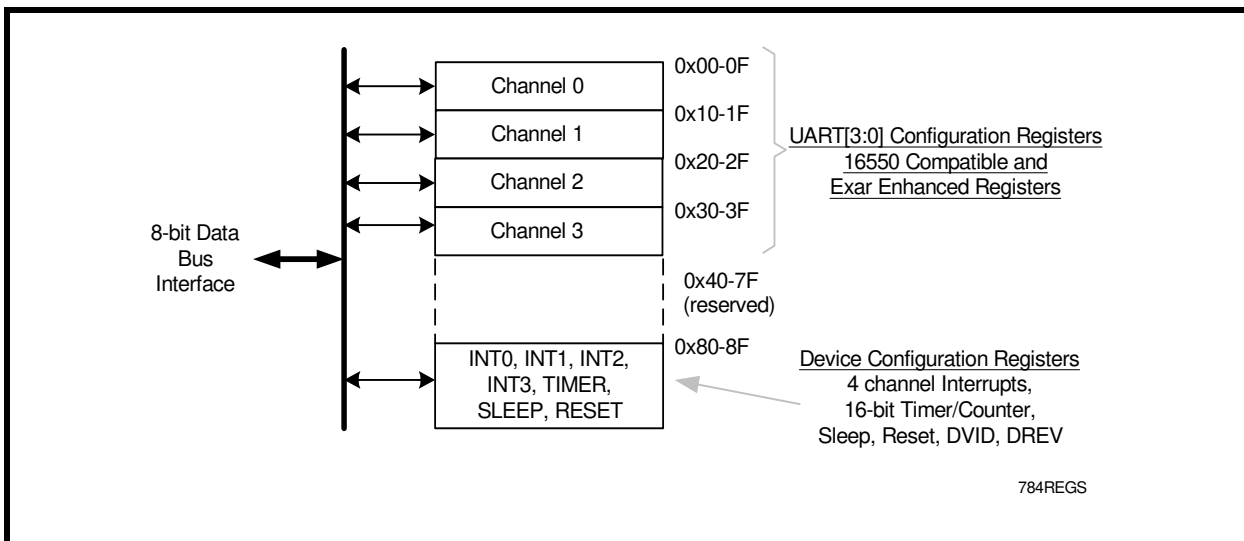 Channel 0
0x00-0F
Channel 1
0x10-1F
Channel 2
0x20-2F
Channel 3
0x30-3F
UART[3:0] Configuration Registers
16550 Compatible and
Exar Enhanced Registers
8-bit Data
Bus
Interface
0x40-7F
(reserved)
INT0, INT1, INT2,
INT3, TIMER,
SLEEP, RESET
0x80-8F
Device Configuration Registers
4 channel Interrupts,
16-bit Timer/Counter,
Sleep, Reset, DVID, DREV
784REGS